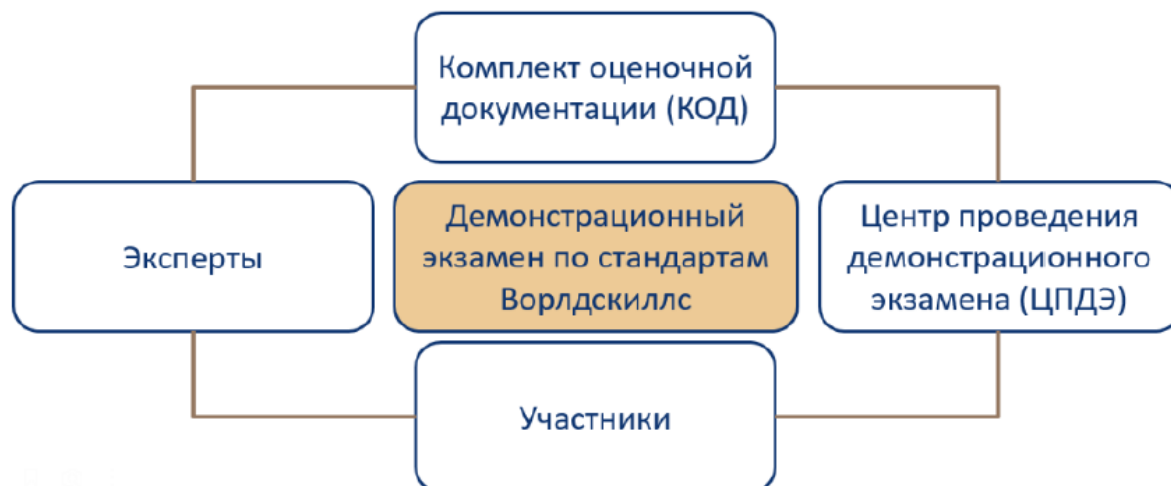 Комплект оценочной
документации (КОД)
Эксперты
Демонстрационный
экзамен по стандартам
Ворлдскиллс
Центр проведения
демонстрационного
экзамена (ЦПДЭ)
Участники